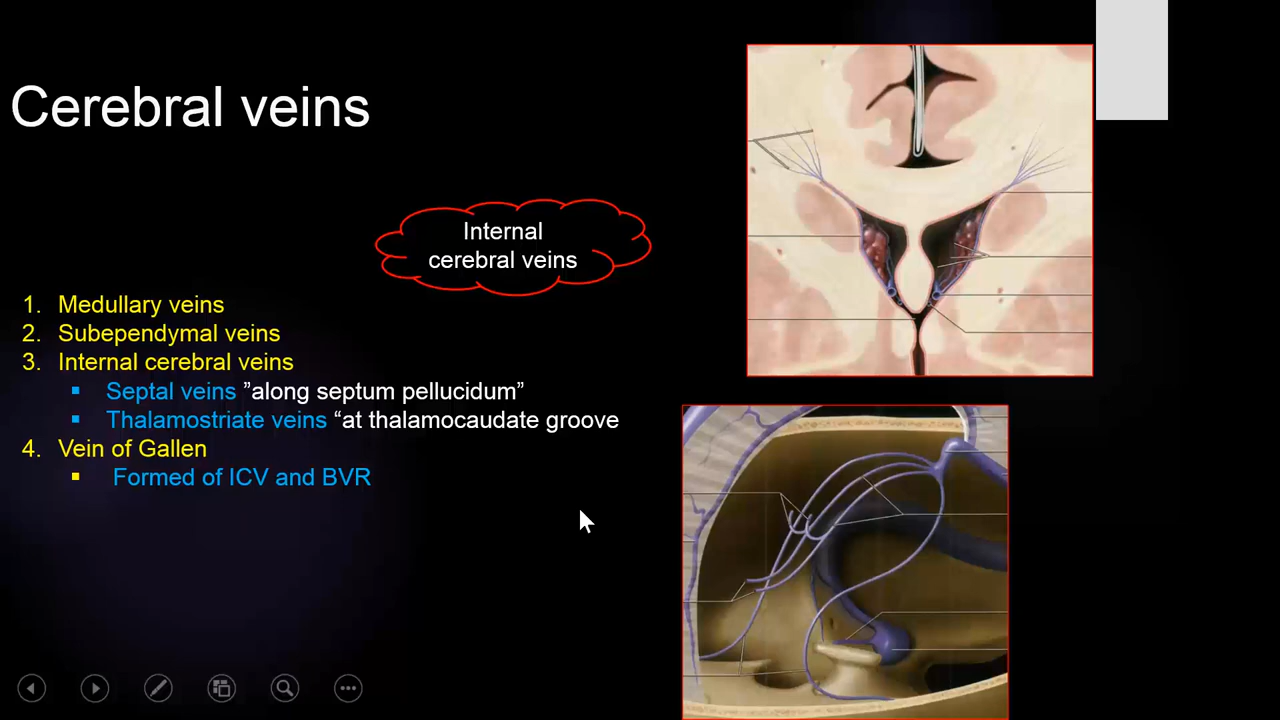 Cerebral veins
Internal
cerebral veins
1. Medullary veins
2. Subependymal veins
3. Internal cerebral veins
▪ Septal veins ”along septum pellucidum”
▪ Thalamostriate veins “at thalamocaudate groove
4. Vein of Gallen
▪ Formed of ICV and BVR